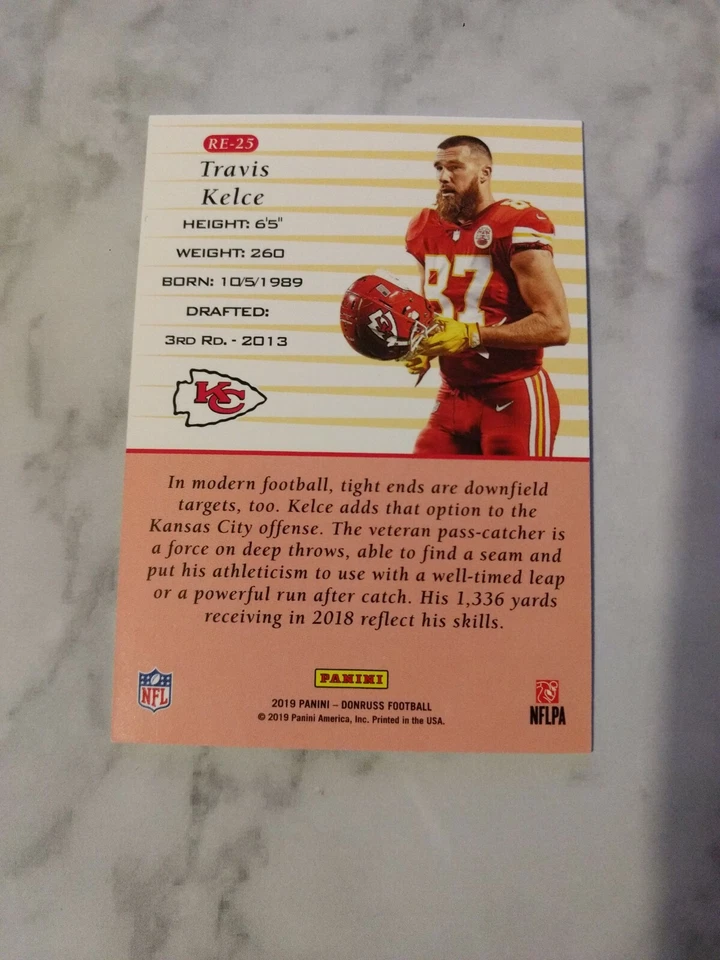 RE-25
Travis
Kelce
HEIGHT: 6'5"
WEIGHT: 260
BORN: 10/5/1989
DRAFTED:
3RD RD. - 2013
KC
87
KC
In modern football, tight ends are downfield
targets, too. Kelce adds that option to the
Kansas City offense. The veteran pass-catcher is
a force on deep throws, able to find a seam and
put his athleticism to use with a well-timed leap
or a powerful run after catch. His 1,336 yards
receiving in 2018 reflect his skills.
PANINI
NFL
2019 PANINI – DONRUSS FOOTBALL
© 2019 Panini America, Inc. Printed in the USA.
NFLPA